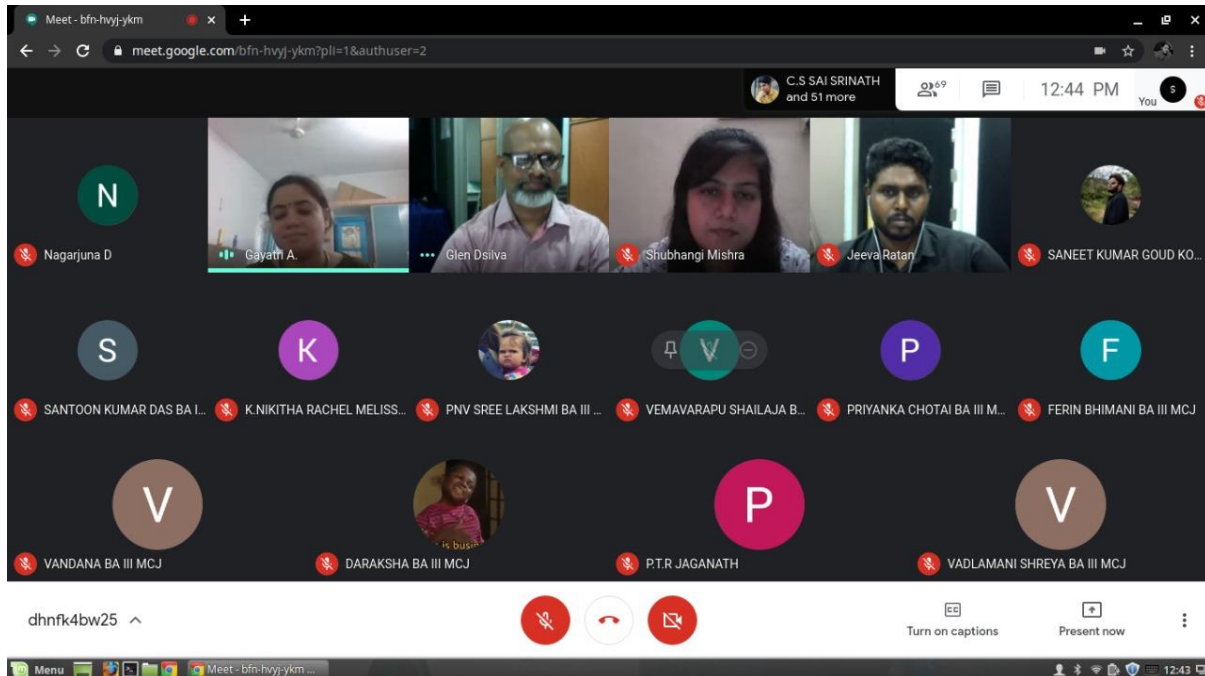 Meet - bfn-hvyj-ykm
meet.google.com/bfn-hvyj-ykm?pli=1&authuser=2
C.S SAI SRINATH
and 51 more
69
12:44 PM
You
S
N
Nagarjuna D
Gayatri A.
Glen Dsilva
Shubhangi Mishra
Jeeva Ratan
SANEET KUMAR GOUD KO...
S
K
V
P
F
SANTOON KUMAR DAS BA I...
K.NIKITHA RACHEL MELISS...
PNV SREE LAKSHMI BA III ...
VEMAVARAPU SHAILAJA B...
PRIYANKA CHOTAI BA III M...
FERIN BHIMANI BA III MCJ
V
is busin
P
V
VANDANA BA III MCJ
DARAKSHA BA III MCJ
P.T.R JAGANATH
VADLAMANI SHREYA BA III MCJ
dhnfk4bw25
CC
Turn on captions
Present now
Menu
Meet - bfn-hvyj-ykm ...
12:43